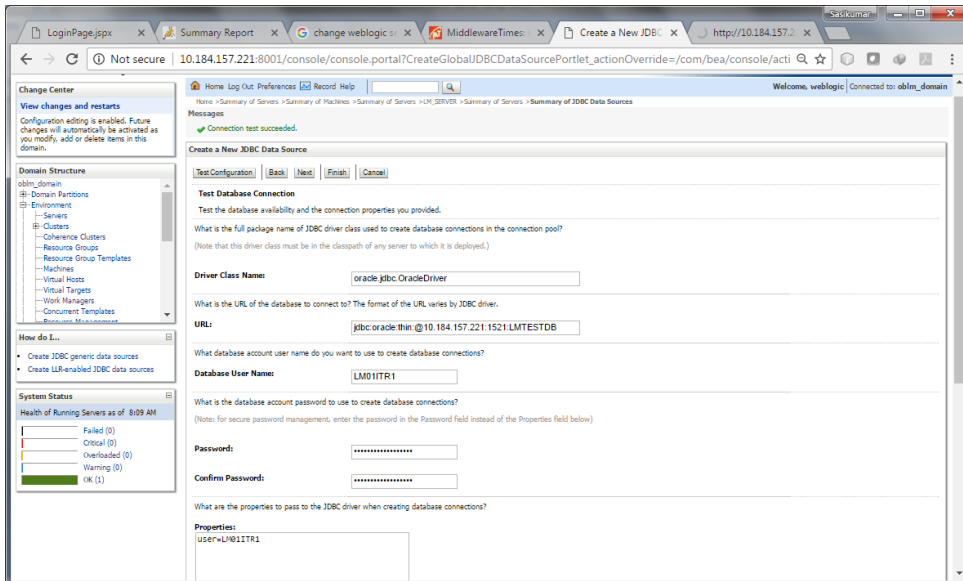 Sasikumar
LoginPage.jspx
Summary Report
change weblogic s
MiddlewareTimes:
Create a New JDBC
http://10.184.157.2
Not secure
10.184.157.221:8001/console/console.portal?CreateGlobalJDBCDataSourcePortlet_actionOverride=/com/bea/console/acti
Change Center
View changes and restarts
Configuration editing is enabled. Future
changes will automatically be activated as
you modify, add or delete items in this
domain.
Domain Structure
oblm_domain
Domain Partitions
Environment
Servers
Clusters
Coherence Clusters
Resource Groups
Resource Group Templates
Machines
Virtual Hosts
Virtual Targets
Work Managers
Concurrent Templates
Resource Management
How do I...
Create JDBC generic data sources
Create LLR-enabled JDBC data sources
System Status
Health of Running Servers as of 8:09 AM
Failed (0)
Critical (0)
Overloaded (0)
Warning (0)
OK (1)
Home Log Out Preferences Record Help
Welcome, weblogic Connected to: oblm_domain
Home >Summary of Servers >Summary of Machines >Summary of Servers >LM_SERVER >Summary of Servers >Summary of JDBC Data Sources
Messages
Connection test succeeded.
Create a New JDBC Data Source
Test Configuration Back Next Finish Cancel
Test Database Connection
Test the database availability and the connection properties you provided.
What is the full package name of JDBC driver class used to create database connections in the connection pool?
(Note that this driver class must be in the classpath of any server to which it is deployed.)
Driver Class Name: oracle.jdbc.OracleDriver
What is the URL of the database to connect to? The format of the URL varies by JDBC driver.
URL: jdbc:oracle:thin:@10.184.157.221:1521:LMTESTDB
What database account user name do you want to use to create database connections?
Database User Name: LM01ITR1
What is the database account password to use to create database connections?
(Note: for secure password management, enter the password in the Password field instead of the Properties field below)
Password: •••••••••••••••••
Confirm Password: •••••••••••••••••
What are the properties to pass to the JDBC driver when creating database connections?
Properties:
user=LM01ITR1